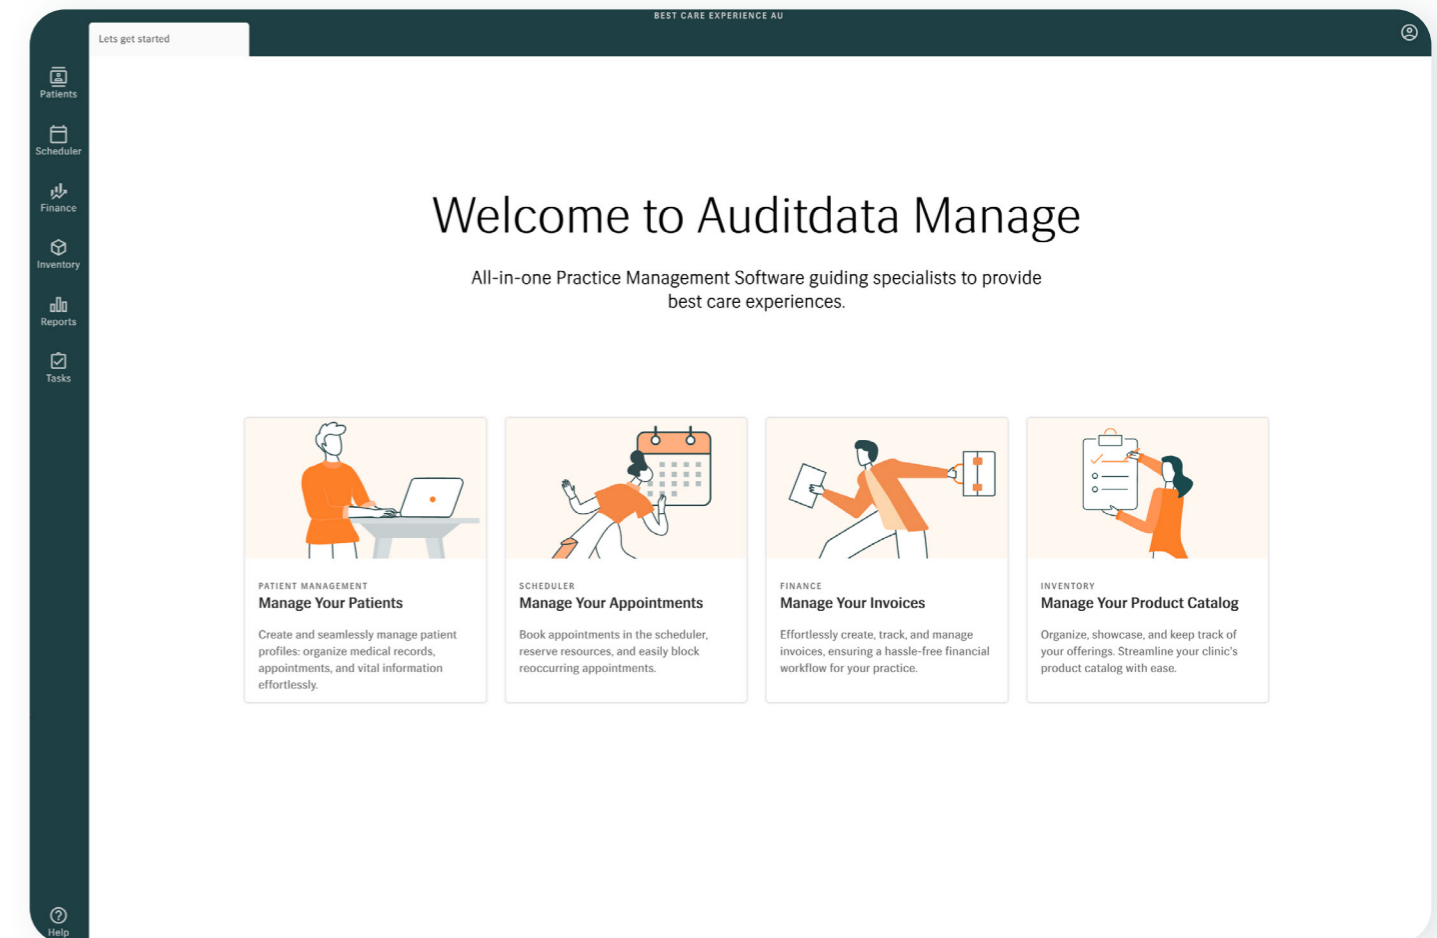 BEST CARE EXPERIENCE AU
Lets get started
Patients
Scheduler
Finance
Inventory
Reports
Tasks
Help
Welcome to Auditdata Manage
All-in-one Practice Management Software guiding specialists to provide
best care experiences.
PATIENT MANAGEMENT
Manage Your Patients
Create and seamlessly manage patient
profiles: organize medical records,
appointments, and vital information
effortlessly.
SCHEDULER
Manage Your Appointments
Book appointments in the scheduler,
reserve resources, and easily block
reoccurring appointments.
FINANCE
Manage Your Invoices
Effortlessly create, track, and manage
invoices, ensuring a hassle-free financial
workflow for your practice.
INVENTORY
Manage Your Product Catalog
Organize, showcase, and keep track of
your offerings. Streamline your clinic's
product catalog with ease.